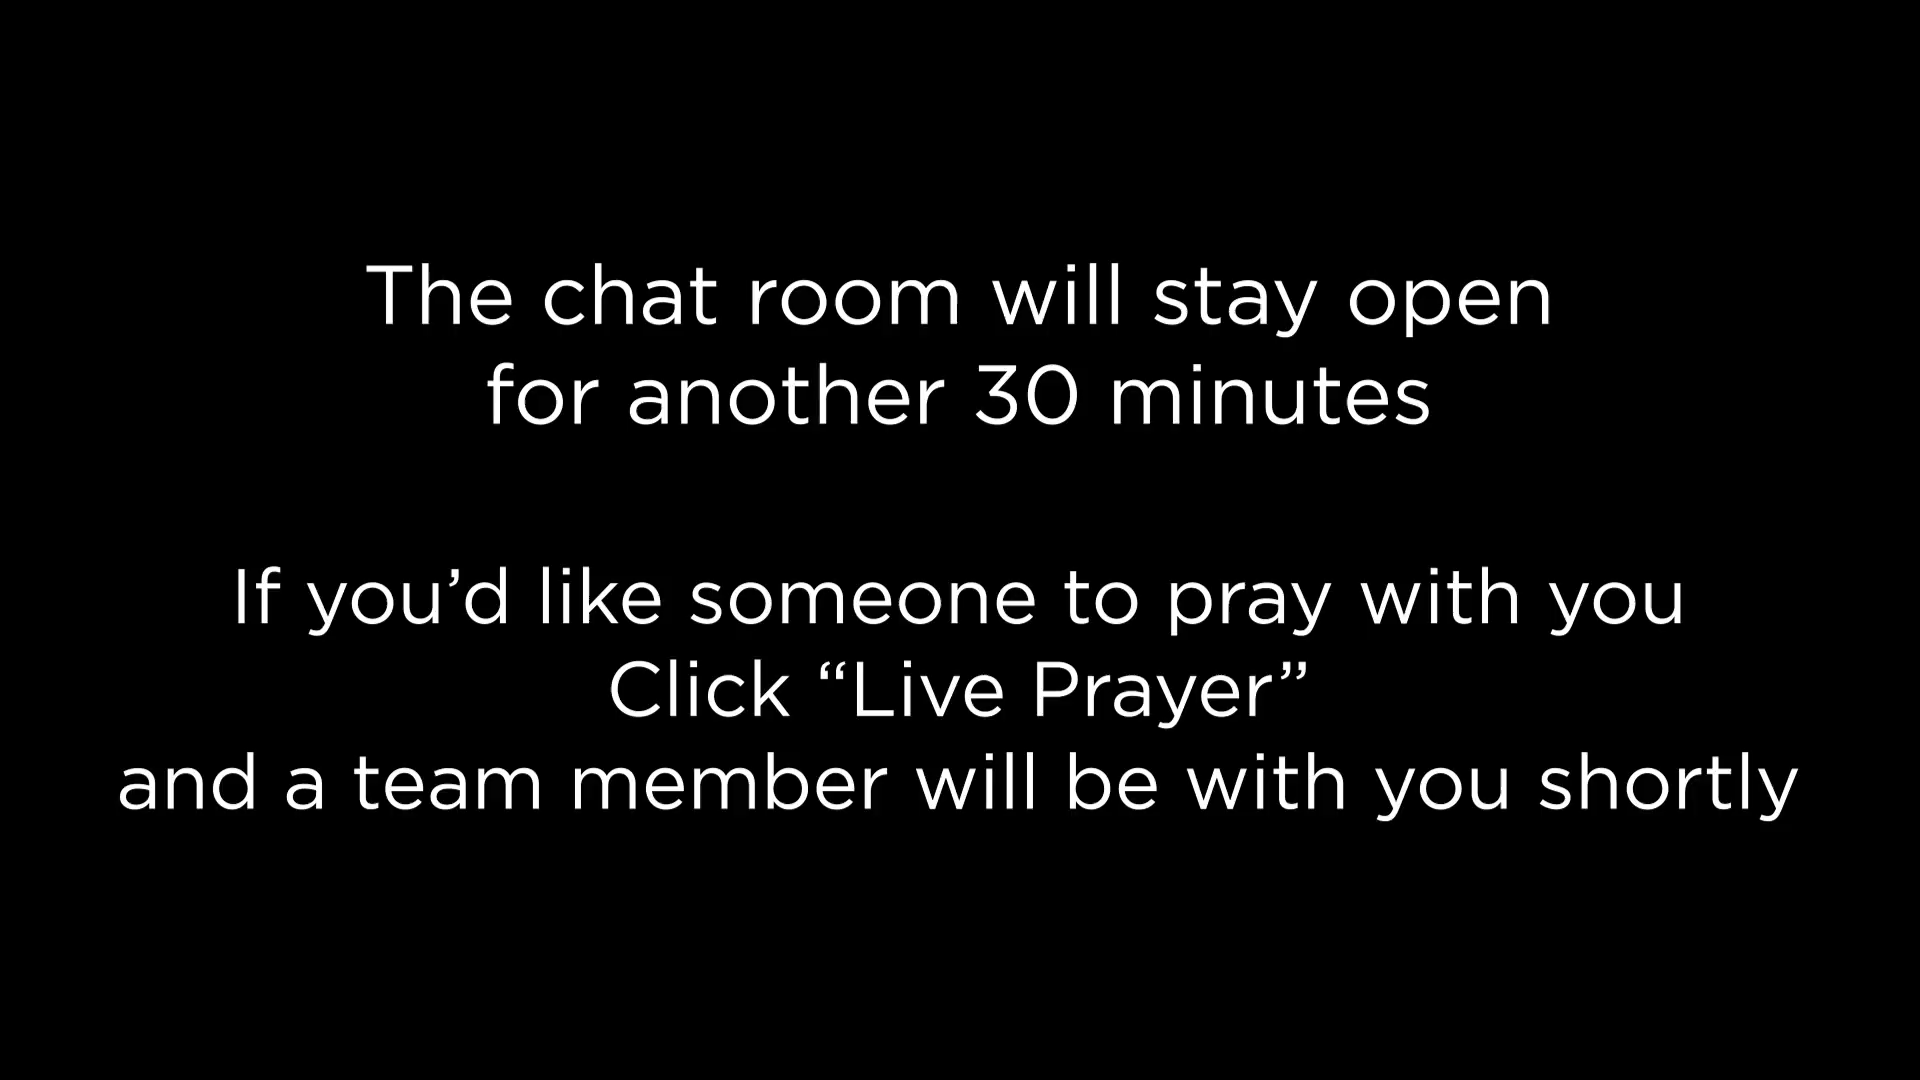 The chat room will stay open
for another 30 minutes
If you’d like someone to pray with you
Click “Live Prayer”
and a team member will be with you shortly